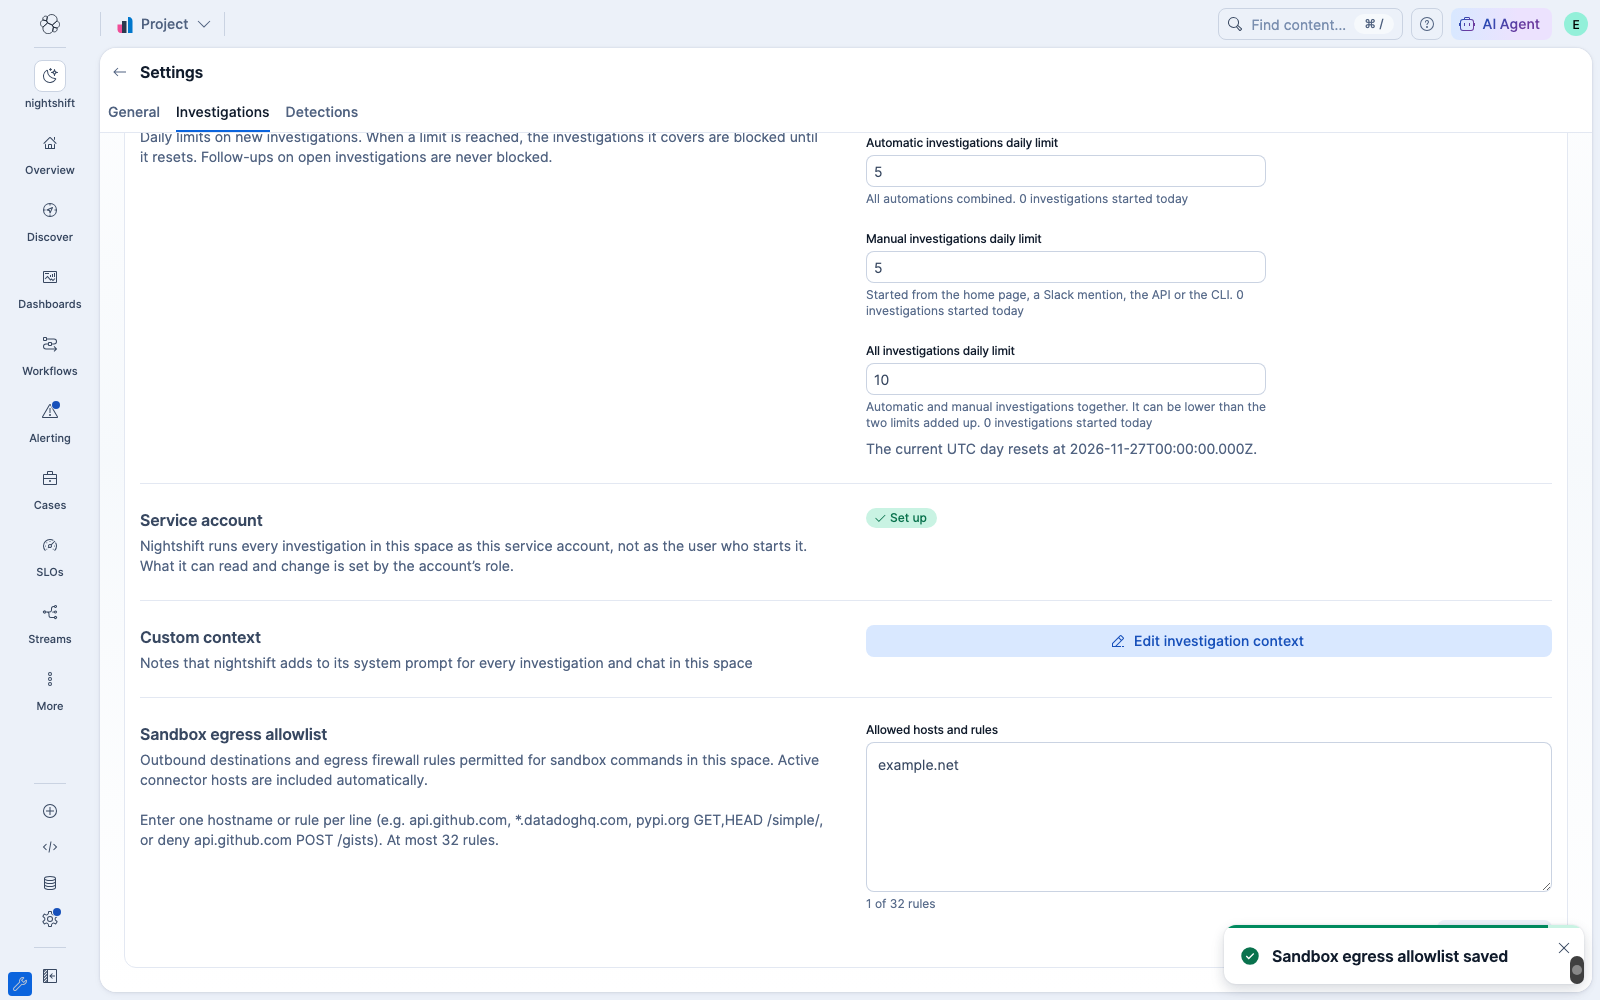 Project
Find content...
⌘ /
AI Agent
E
nightshift
Overview
Discover
Dashboards
Workflows
Alerting
Cases
SLOs
Streams
More
Settings
General
Investigations
Detections
Daily limits on new investigations. When a limit is reached, the investigations it covers are blocked until
it resets. Follow-ups on open investigations are never blocked.
Automatic investigations daily limit
5
All automations combined. 0 investigations started today
Manual investigations daily limit
5
Started from the home page, a Slack mention, the API or the CLI. 0
investigations started today
All investigations daily limit
10
Automatic and manual investigations together. It can be lower than the
two limits added up. 0 investigations started today
The current UTC day resets at 2026-11-27T00:00:00.000Z.
Service account
Nightshift runs every investigation in this space as this service account, not as the user who starts it.
What it can read and change is set by the account’s role.
Set up
Custom context
Notes that nightshift adds to its system prompt for every investigation and chat in this space
Edit investigation context
Sandbox egress allowlist
Outbound destinations and egress firewall rules permitted for sandbox commands in this space. Active
connector hosts are included automatically.
Enter one hostname or rule per line (e.g. api.github.com, *.datadoghq.com, pypi.org GET,HEAD /simple/,
or deny api.github.com POST /gists). At most 32 rules.
Allowed hosts and rules
example.net
1 of 32 rules
Sandbox egress allowlist saved